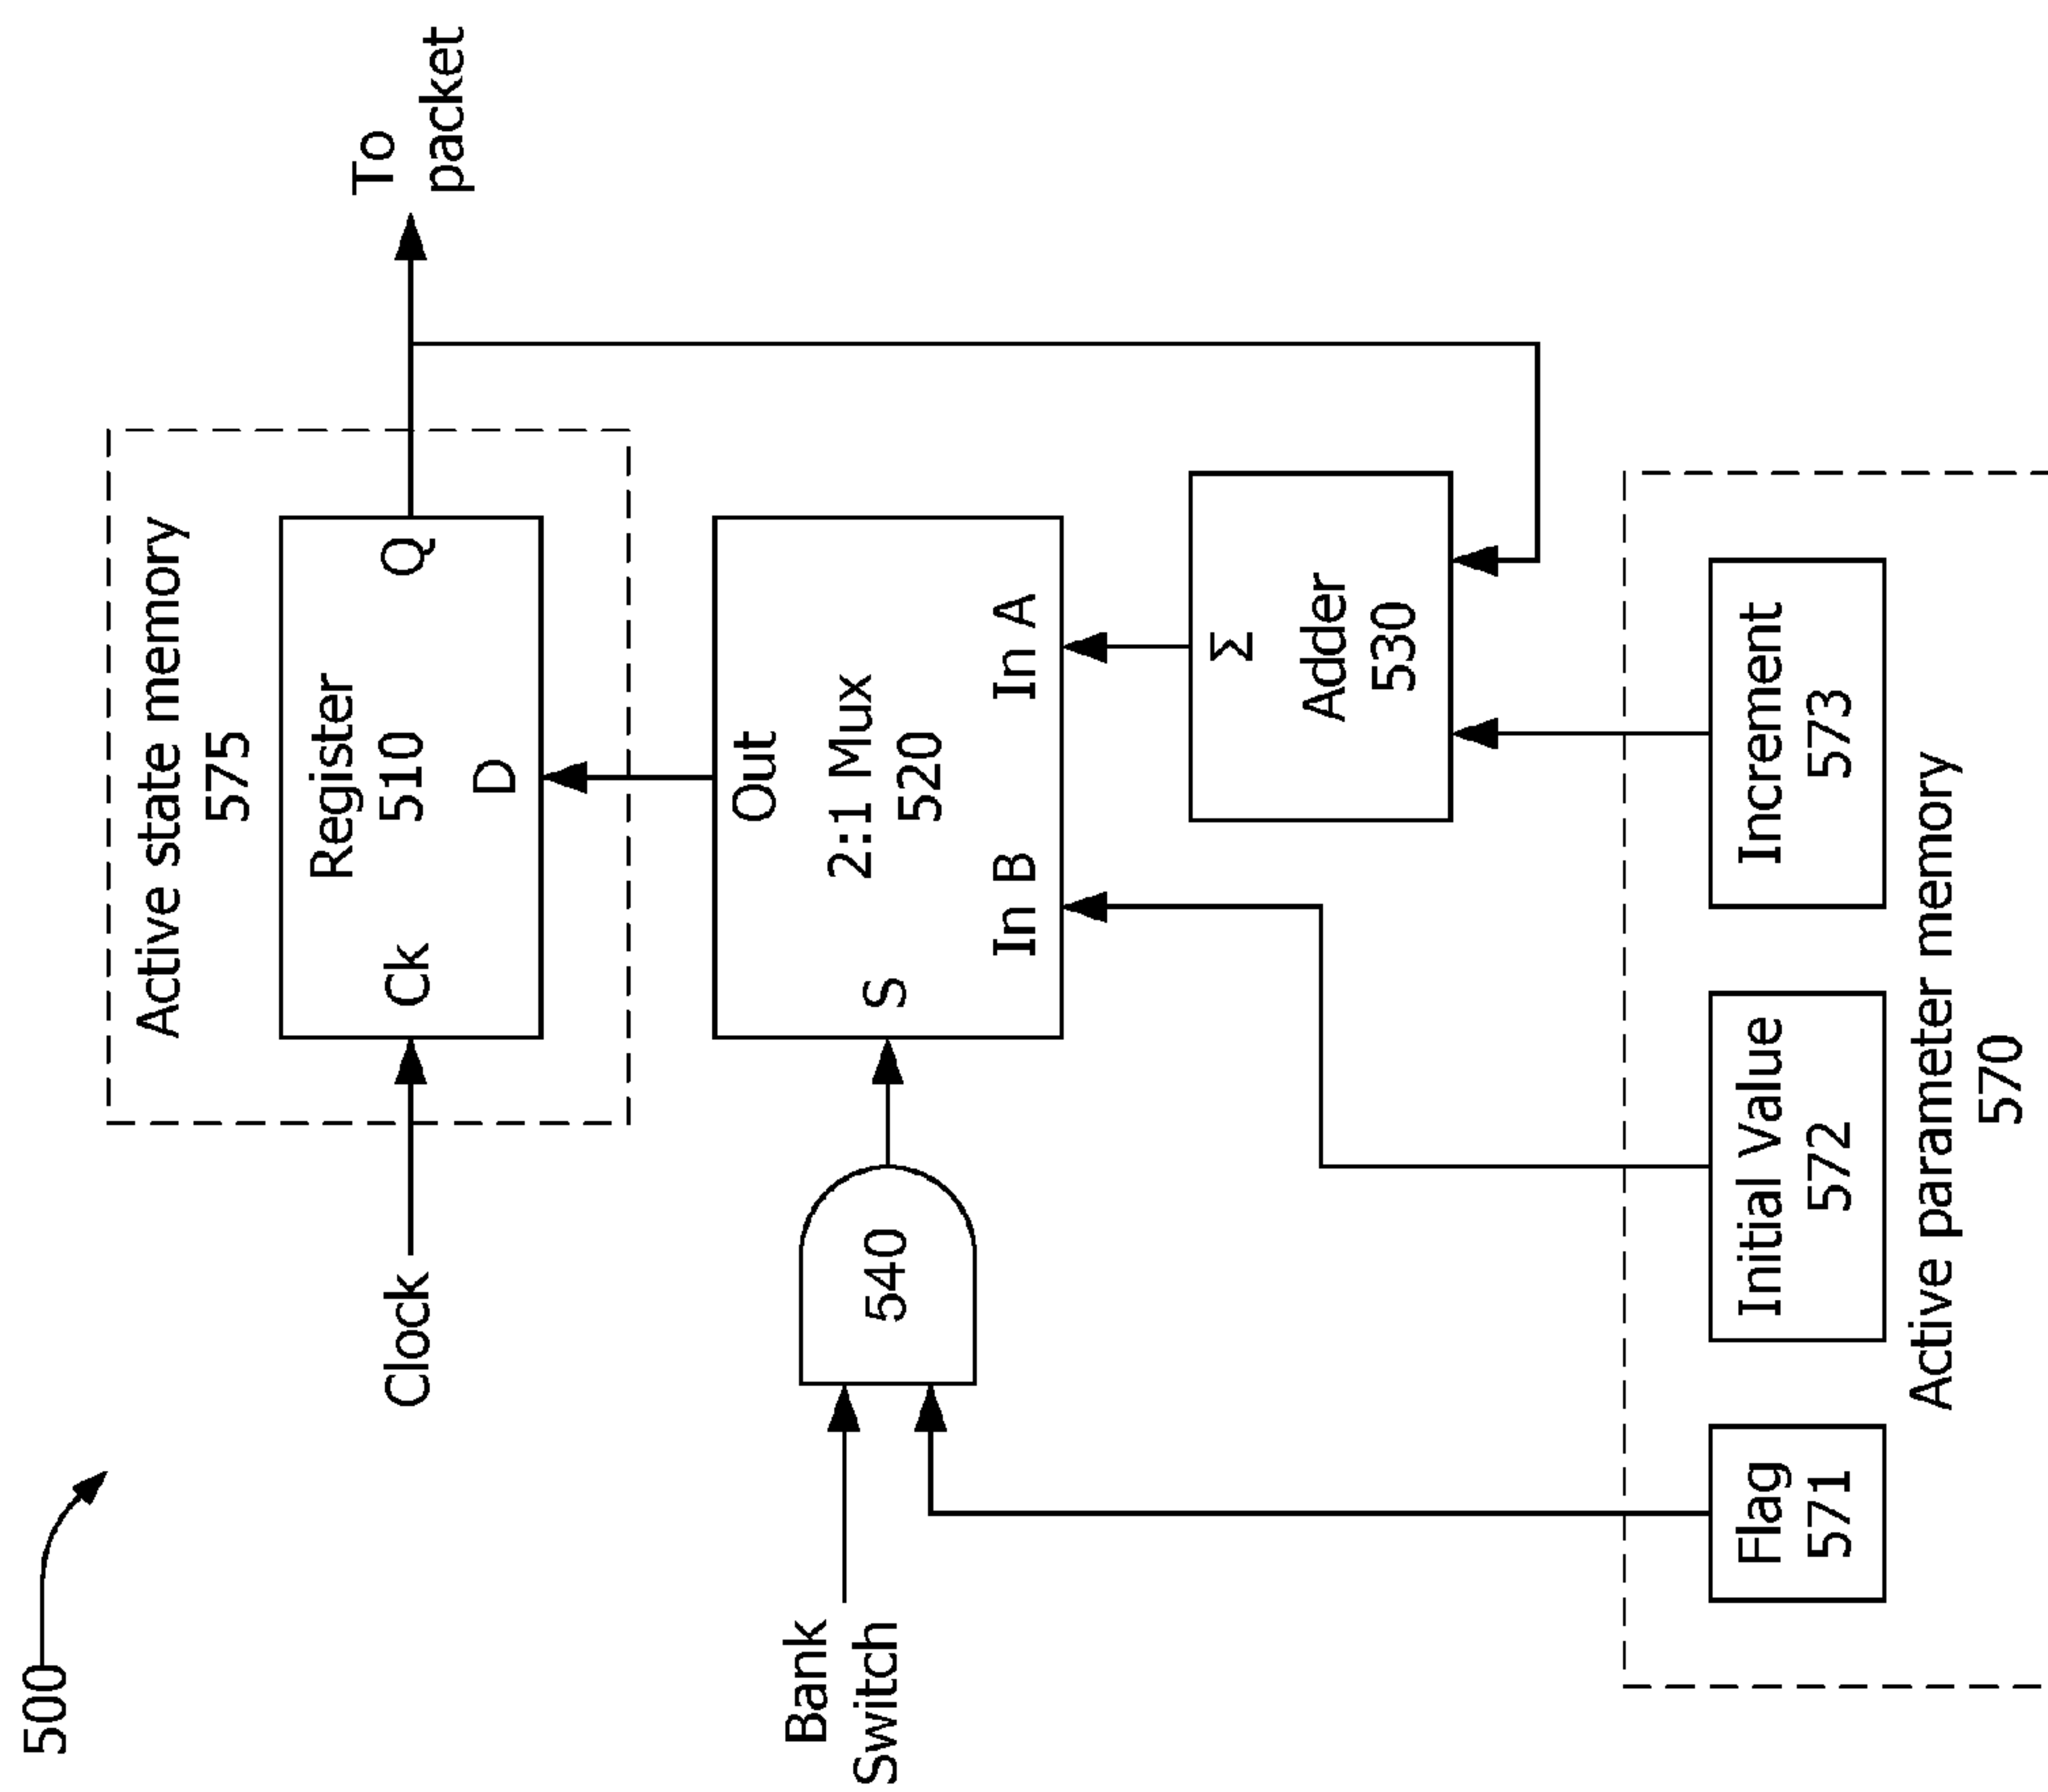 500
Active state memory
575
Clock
Ck
Register
510
D
Q
To
packet
Bank
Switch
540
S
Out
2:1 Mux
520
In B
In A
Σ
Adder
530
Flag
571
Initial Value
572
Increment
573
Active parameter memory
570